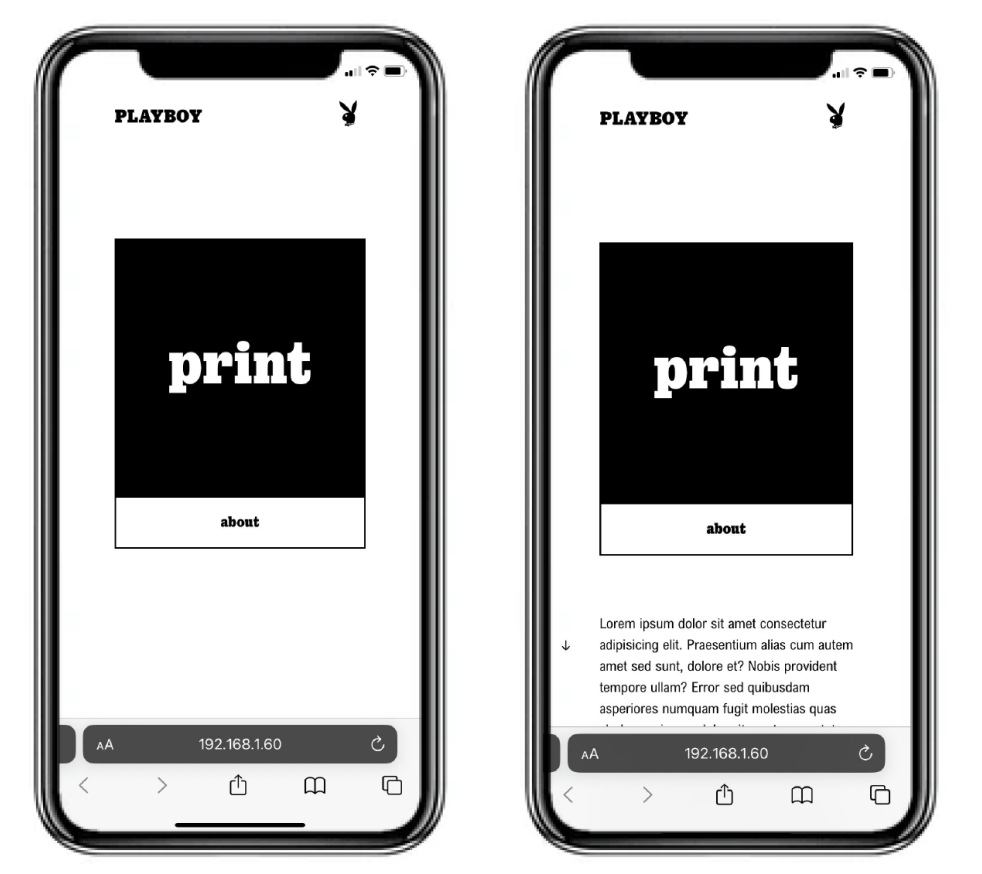 PLAYBOY
print
about
AA
192.168.1.60
PLAYBOY
print
about
Lorem ipsum dolor sit amet consectetur
adipisicing elit. Praesentium alias cum autem
amet sed sunt, dolore et? Nobis provident
tempore ullam? Error sed quibusdam
asperiores numquam fugit molestias quas
AA
192.168.1.60